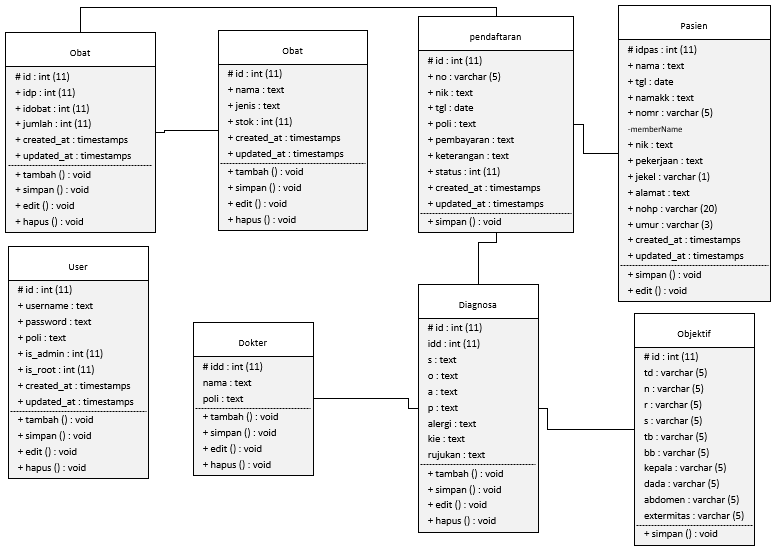 Obat
# id : int (11)
+ idp : int (11)
+ idobat : int (11)
+ jumlah : int (11)
+ created_at : timestamps
+ updated_at : timestamps
+ tambah () : void
+ simpan () : void
+ edit () : void
+ hapus () : void
Obat
# id : int (11)
+ nama : text
+ jenis : text
+ stok : int (11)
+ created_at : timestamps
+ updated_at : timestamps
+ tambah () : void
+ simpan () : void
+ edit () : void
+ hapus () : void
pendaftaran
# id : int (11)
+ no : varchar (5)
+ nik : text
+ tgl : date
+ poli : text
+ pembayaran : text
+ keterangan : text
+ status : int (11)
+ created_at : timestamps
+ updated_at : timestamps
+ simpan () : void
Pasien
# idpas : int (11)
+ nama : text
+ tgl : date
+ namakk : text
+ nomr : varchar (5)
-memberName
+ nik : text
+ pekerjaan : text
+ jekel : varchar (1)
+ alamat : text
+ nohp : varchar (20)
+ umur : varchar (3)
+ created_at : timestamps
+ updated_at : timestamps
+ simpan () : void
+ edit () : void
User
# id : int (11)
+ username : text
+ password : text
+ poli : text
+ is_admin : int (11)
+ is_root : int (11)
+ created_at : timestamps
+ updated_at : timestamps
+ tambah () : void
+ simpan () : void
+ edit () : void
+ hapus () : void
Dokter
# idd : int (11)
nama : text
poli : text
+ tambah () : void
+ simpan () : void
+ edit () : void
+ hapus () : void
Diagnosa
# id : int (11)
idd : int (11)
s : text
o : text
a : text
p : text
alergi : text
kie : text
rujukan : text
+ tambah () : void
+ simpan () : void
+ edit () : void
+ hapus () : void
Objektif
# id : int (11)
td : varchar (5)
n : varchar (5)
r : varchar (5)
s : varchar (5)
tb : varchar (5)
bb : varchar (5)
kepala : varchar (5)
dada : varchar (5)
abdomen : varchar (5)
extermitas : varchar (5)
+ simpan () : void